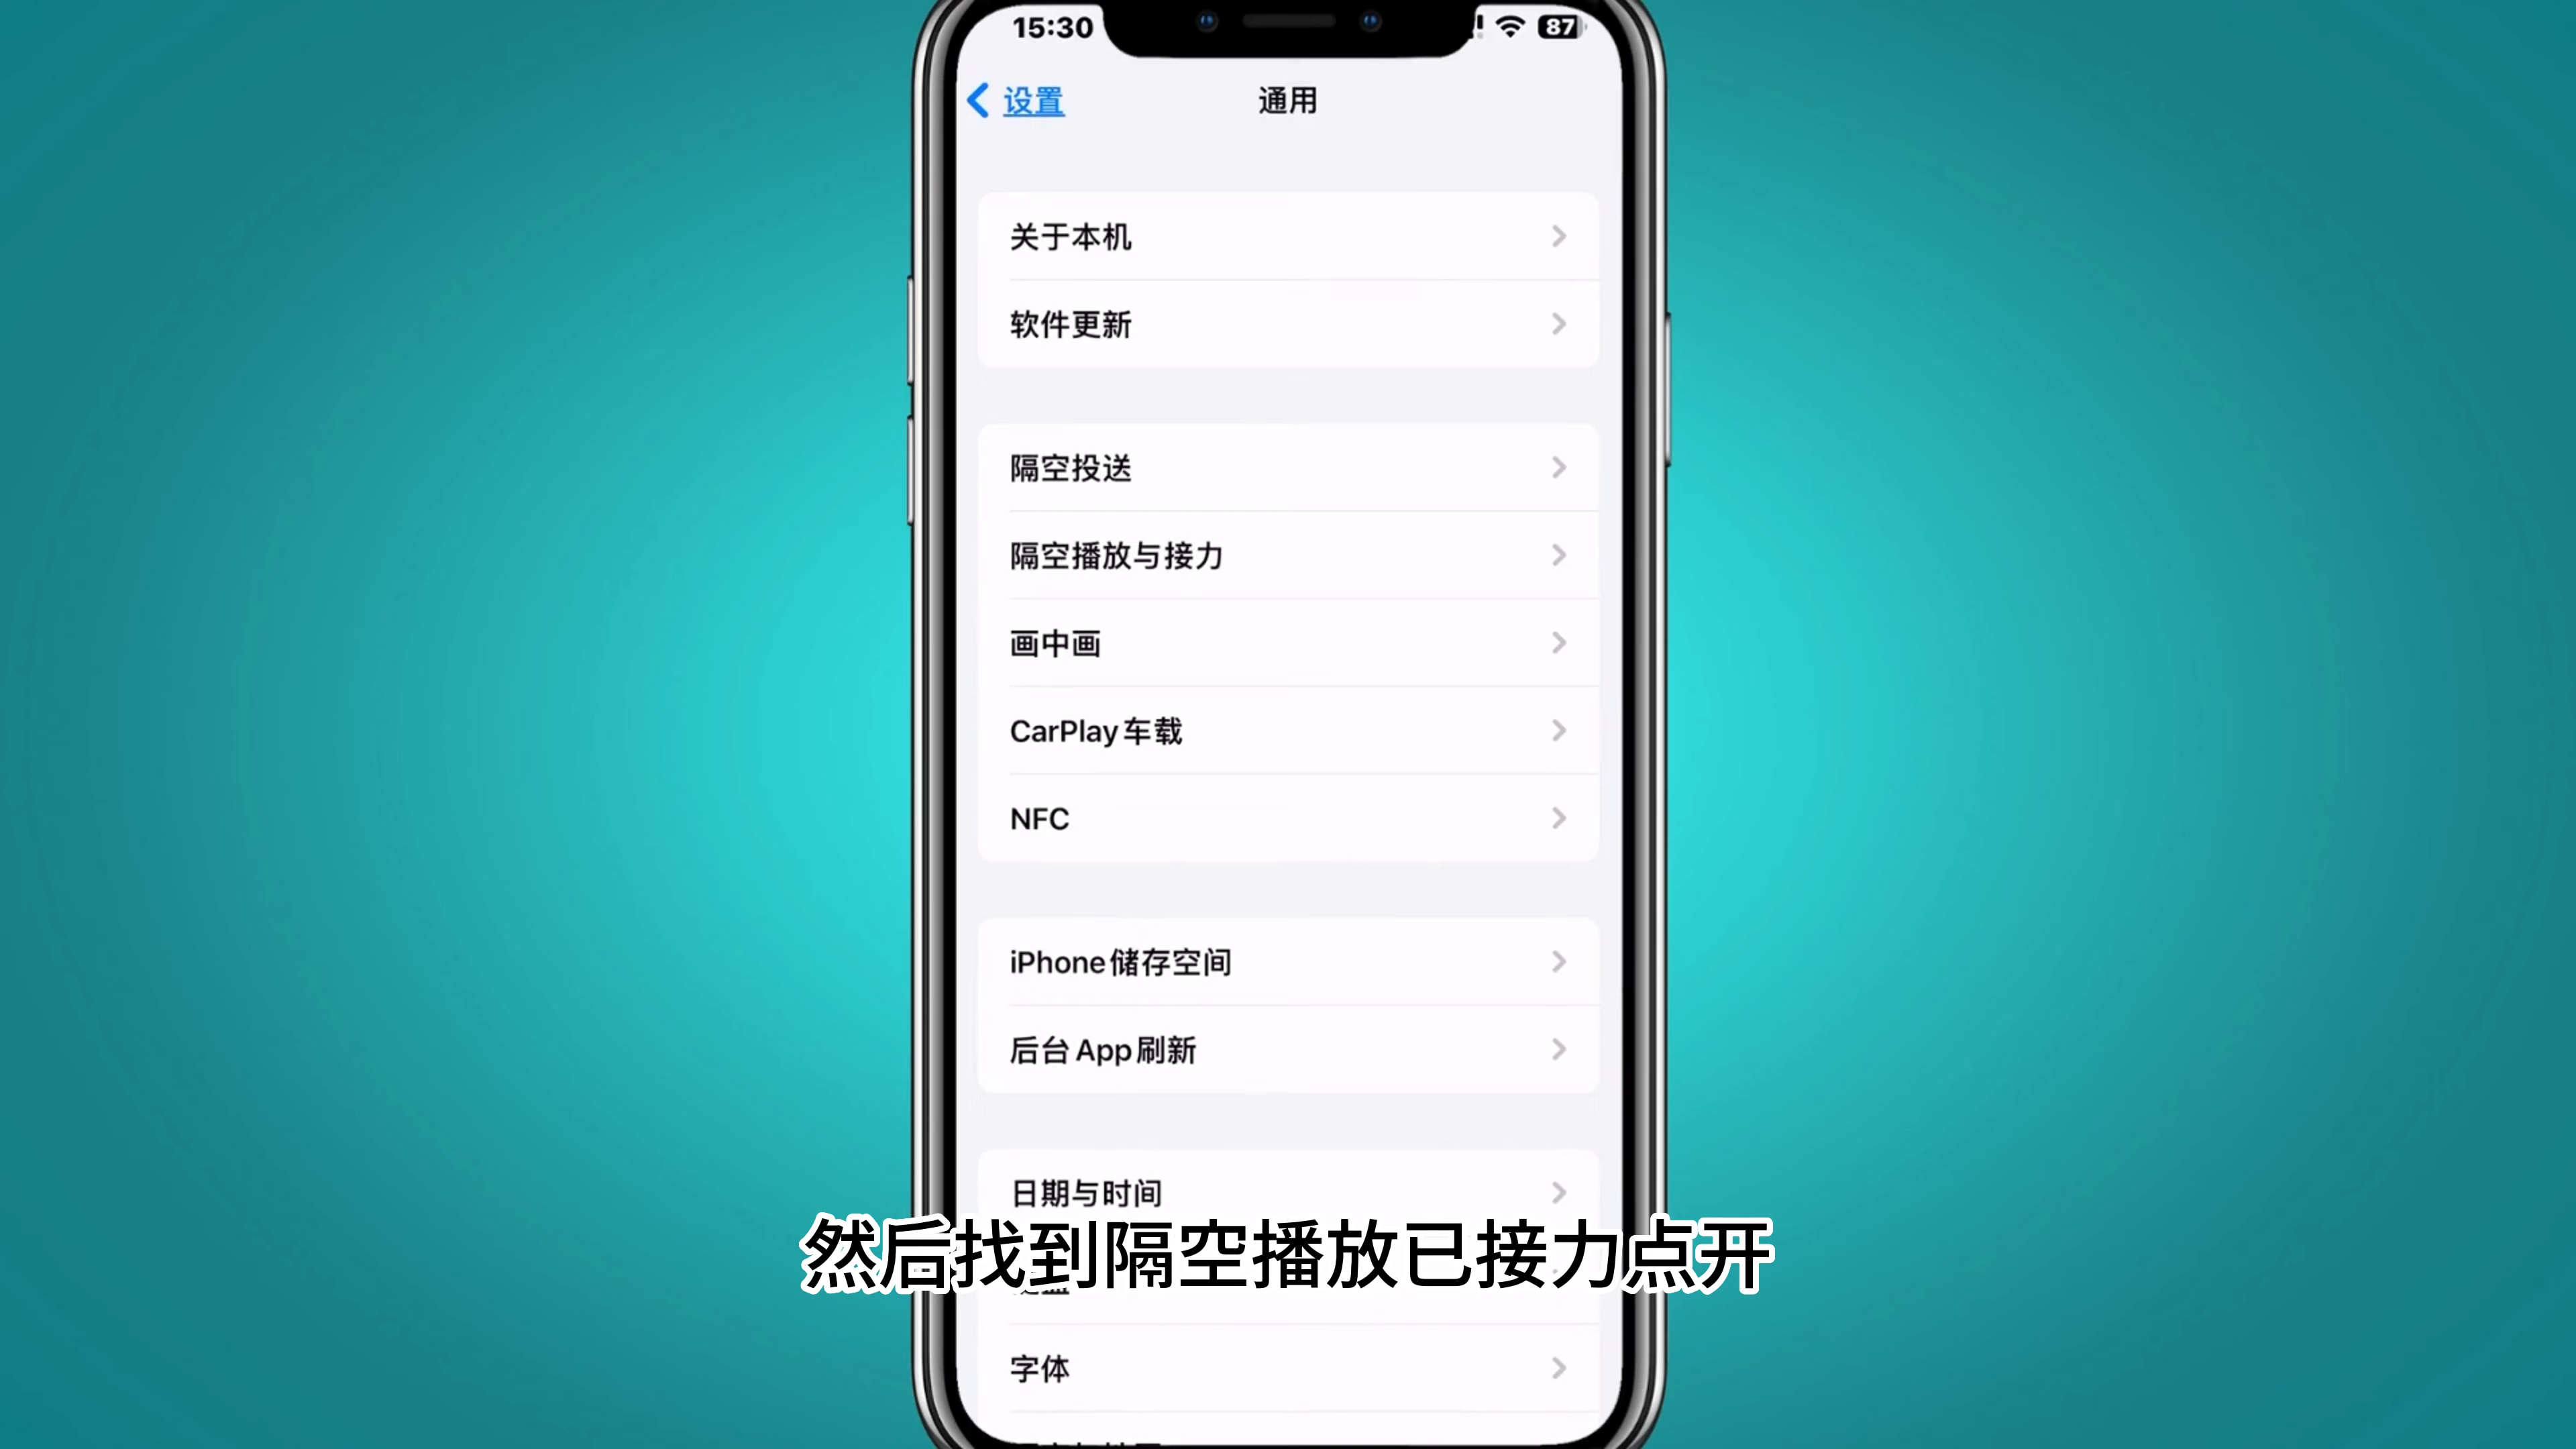 15:30
87
设置
通用
关于本机
软件更新
隔空投送
隔空播放与接力
画中画
CarPlay车载
NFC
iPhone储存空间
后台App刷新
日期与时间
然后找到隔空播放已接力点开
字体